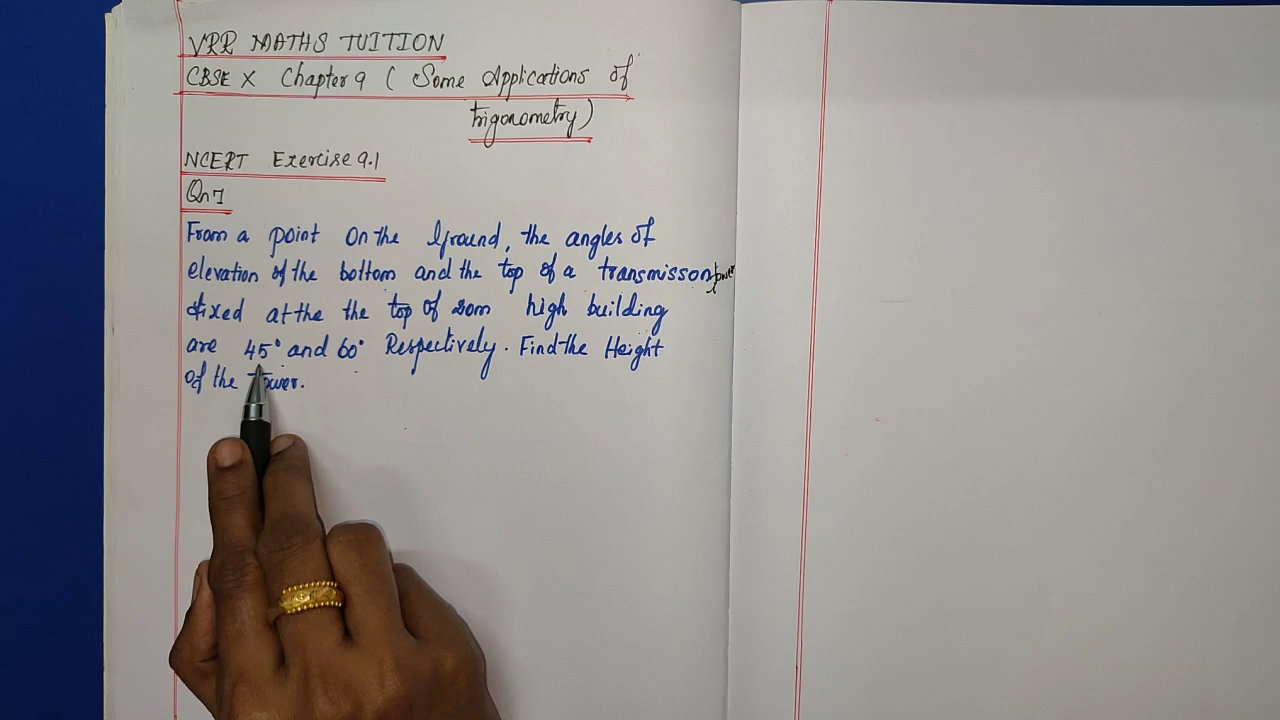 VRR MATHS TUITION
CBSE X Chapter 9 ( Some Applications of
trigonometry)
NCERT Exercise 9.1
Qn 7
From a point On the Ground, the angles of
elevation of the bottom and the top of a transmisson tower
fixed at the the top of 20m high building
are 45° and 60° Respectively. Find the Height
of the tower.